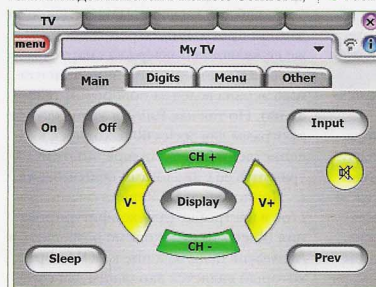 TV
menu
My TV
Main
Digits
Menu
Other
On
Off
Input
CH +
V-
Display
V+
CH -
Sleep
Prev